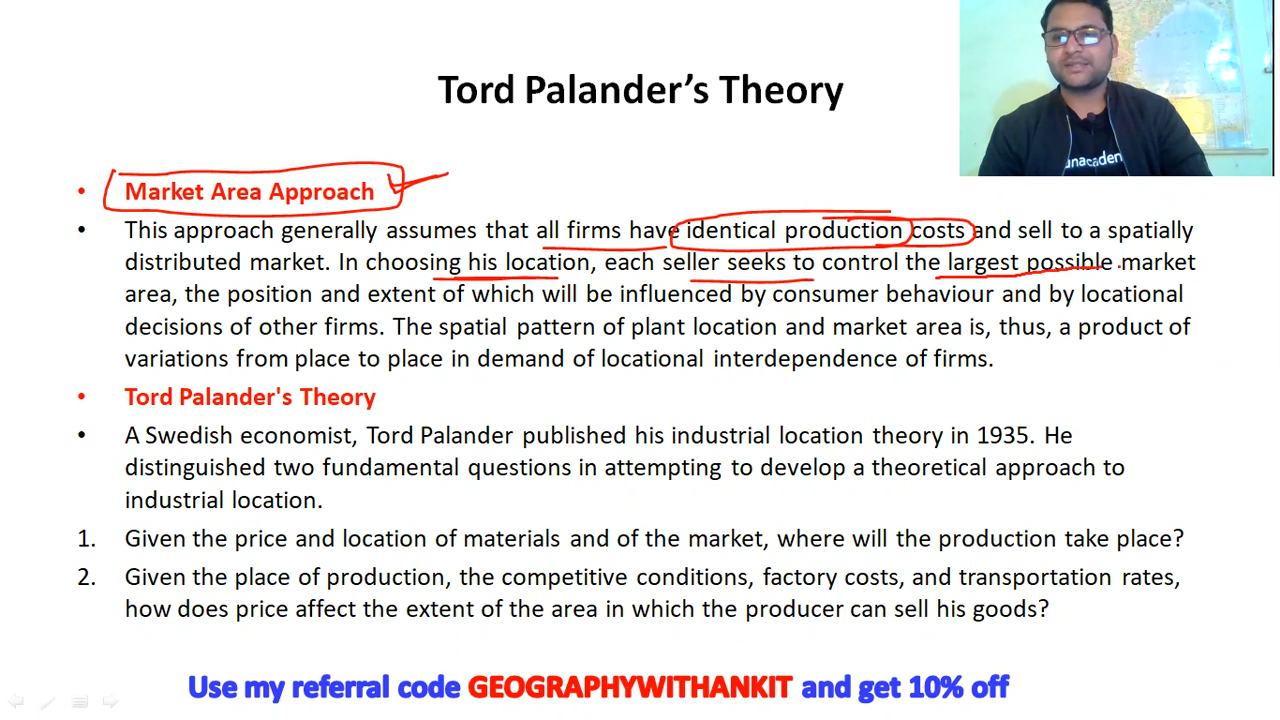 Tord Palander's Theory
unacaden
• Market Area Approach
• This approach generally assumes that all firms have identical production costs and sell to a spatially
distributed market. In choosing his location, each seller seeks to control the largest possible market
area, the position and extent of which will be influenced by consumer behaviour and by locational
decisions of other firms. The spatial pattern of plant location and market area is, thus, a product of
variations from place to place in demand of locational interdependence of firms.
• Tord Palander's Theory
• A Swedish economist, Tord Palander published his industrial location theory in 1935. He
distinguished two fundamental questions in attempting to develop a theoretical approach to
industrial location.
1. Given the price and location of materials and of the market, where will the production take place?
2. Given the place of production, the competitive conditions, factory costs, and transportation rates,
how does price affect the extent of the area in which the producer can sell his goods?
Use my referral code GEOGRAPHYWITHANKIT and get 10% off